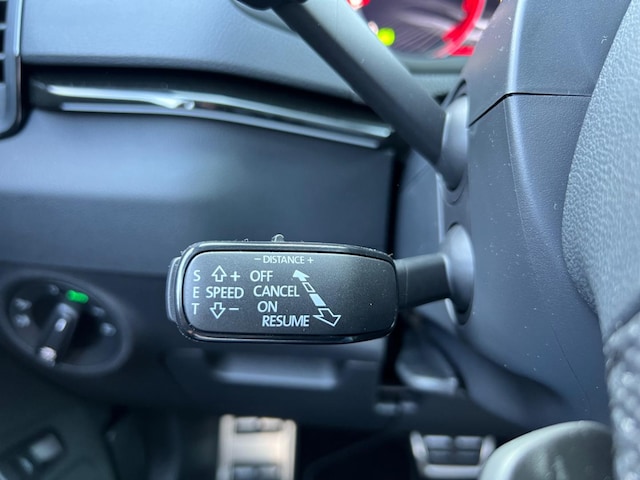 − DISTANCE +
S + OFF
E SPEED CANCEL
T − ON
RESUME